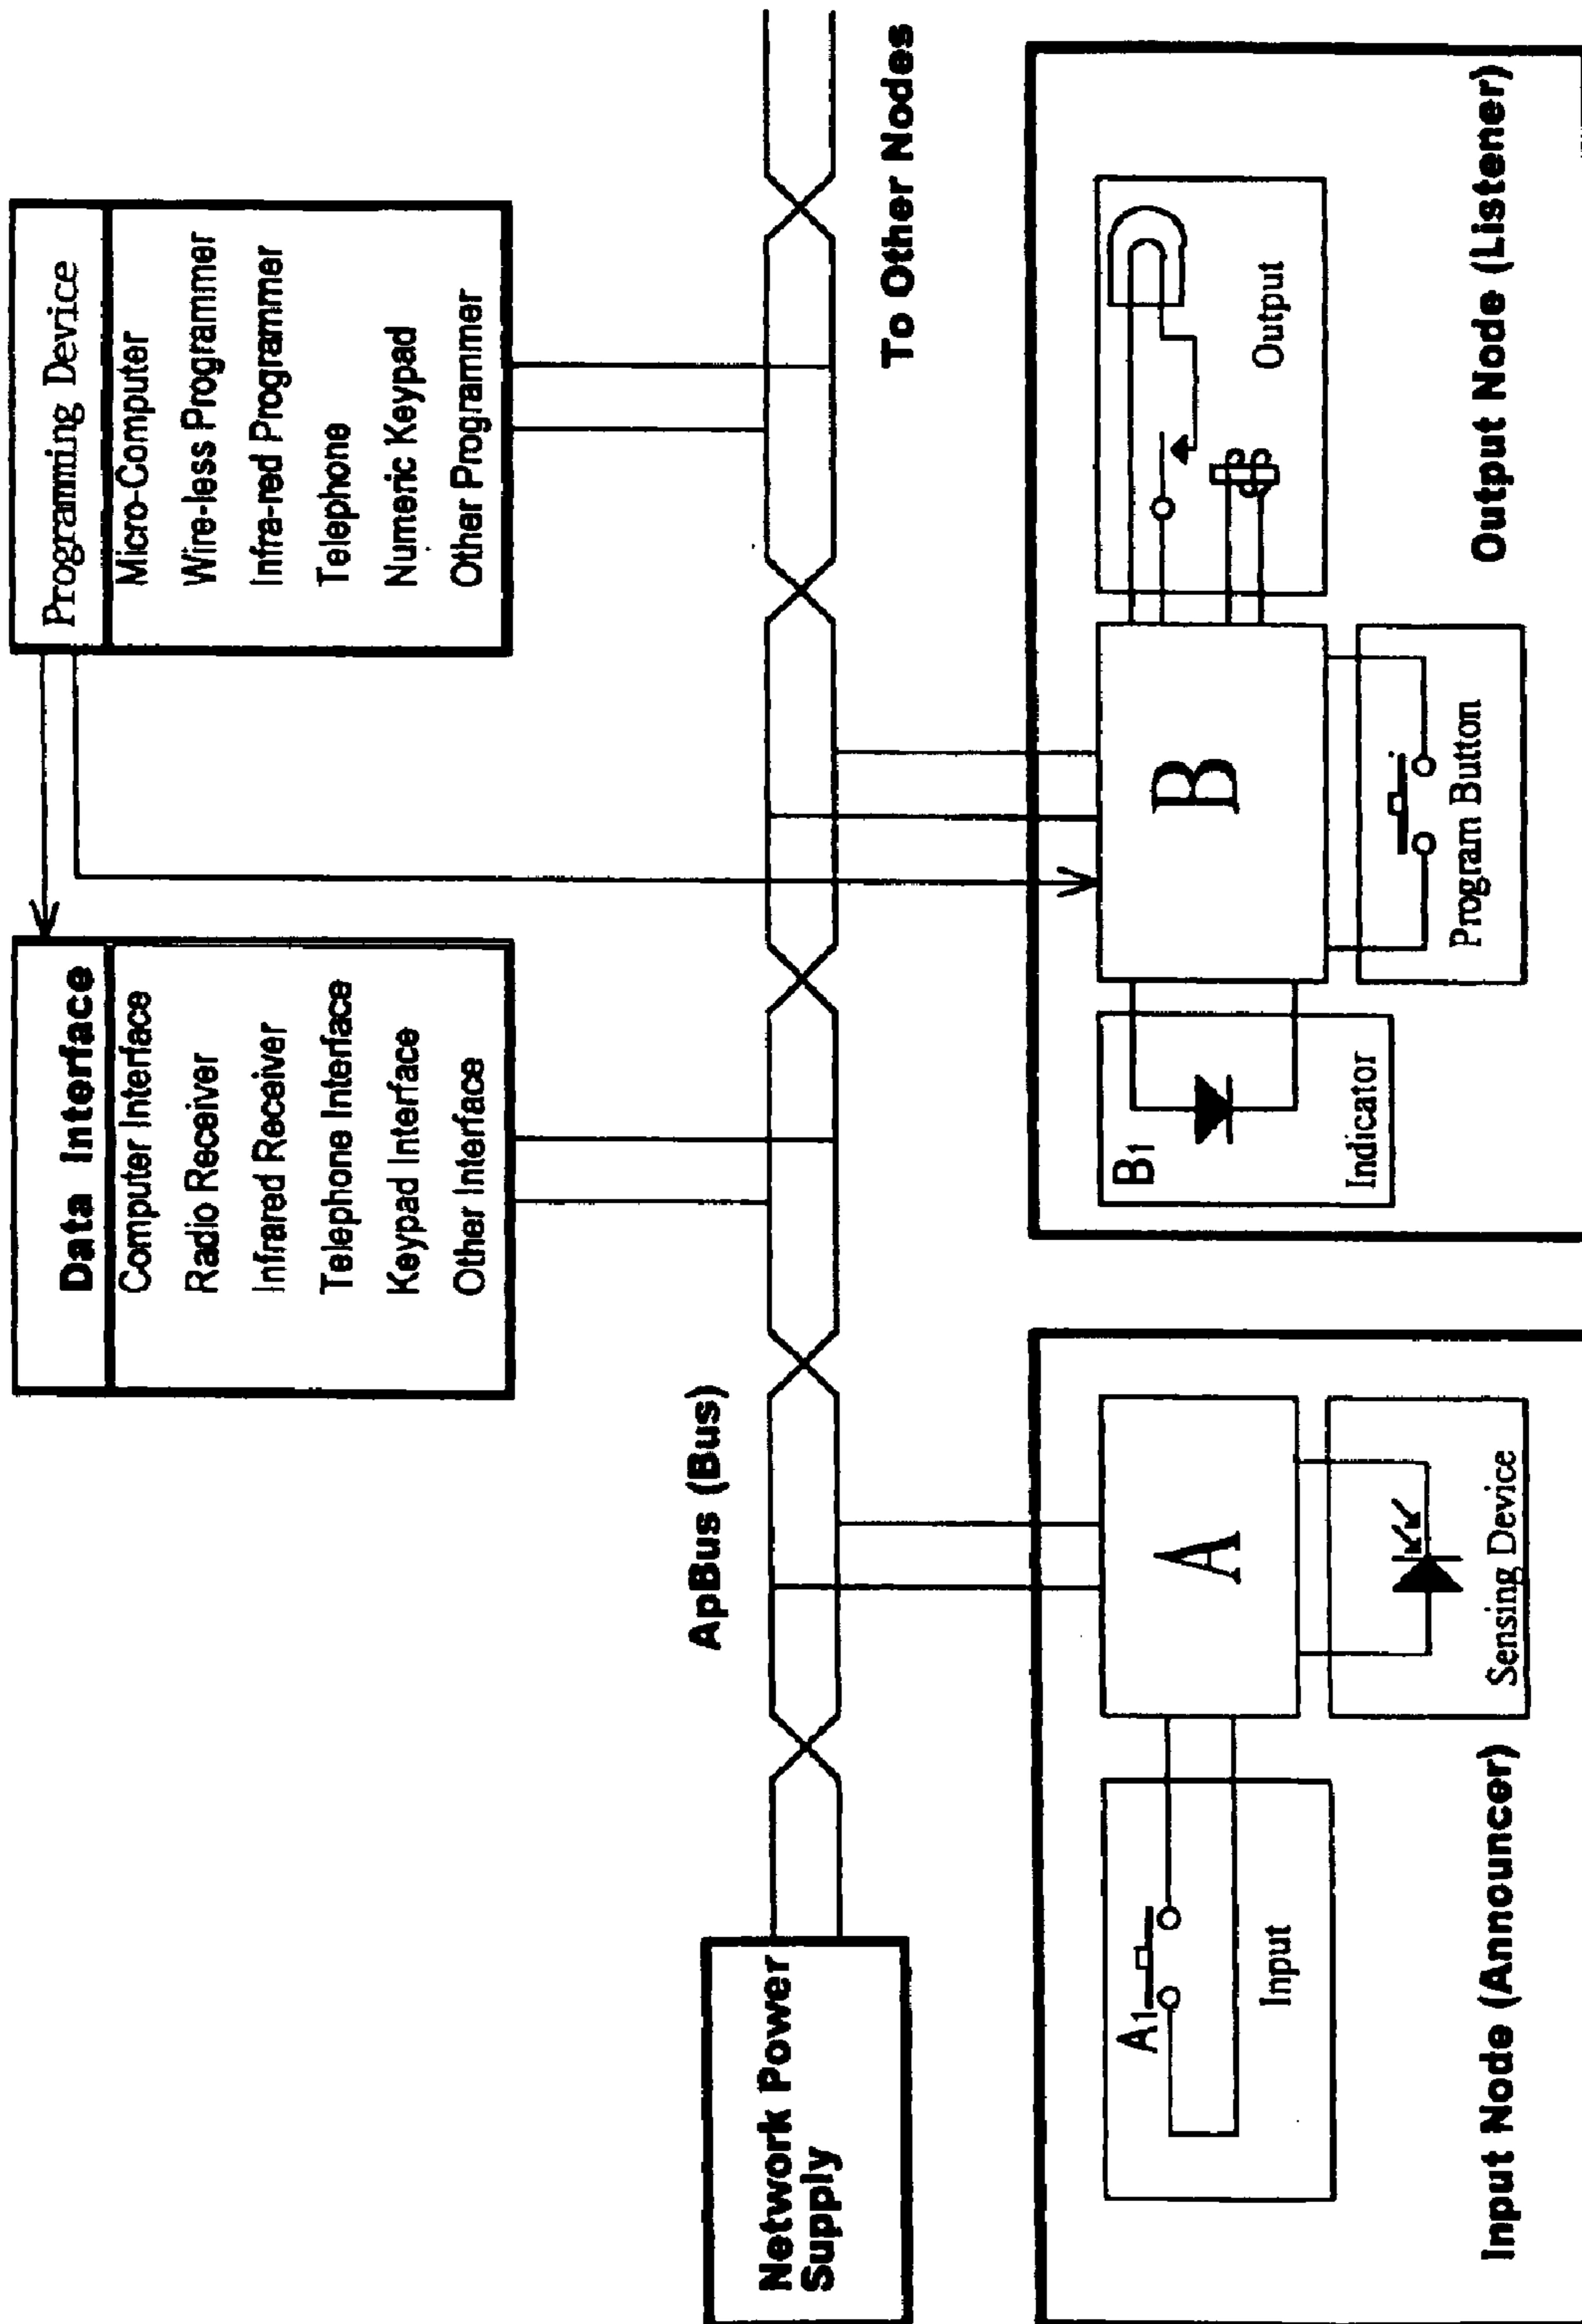 Data Interface
Computer Interface
Radio Receiver
Infrared Receiver
Telephone Interface
Keypad Interface
Other Interface
Programming Device
Micro-Computer
Wire-less Programmer
Infra-red Programmer
Telephone
Numeric Keypad
Other Programmer
ApBus (Bus)
Network Power
Supply
To Other Nodes
A1
Input
A
Sensing Device
Input Node (Announcer)
B1
Indicator
B
Program Button
Output
Output Node (Listener)